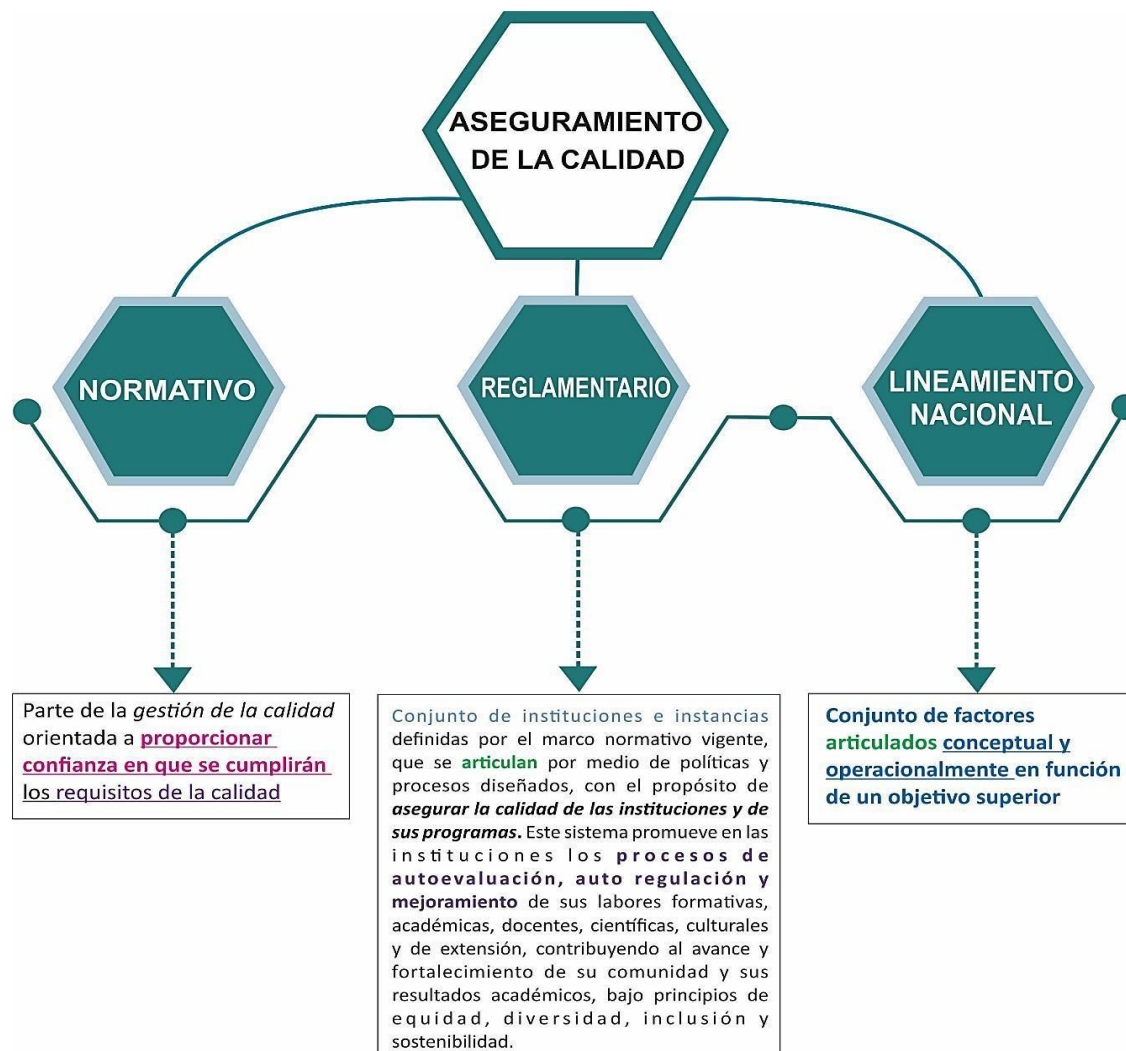 ASEGURAMIENTO
DE LA CALIDAD
NORMATIVO
REGLAMENTARIO
LINEAMIENTO
NACIONAL
Parte de la gestión de la calidad
orientada a proporcionar
confianza en que se cumplirán
los requisitos de la calidad
Conjunto de instituciones e instancias
definidas por el marco normativo vigente,
que se articulan por medio de políticas y
procesos diseñados, con el propósito de
asegurar la calidad de las instituciones y de
sus programas. Este sistema promueve en las
instituciones los procesos de
autoevaluación, auto regulación y
mejoramiento de sus labores formativas,
académicas, docentes, científicas, culturales
y de extensión, contribuyendo al avance y
fortalecimiento de su comunidad y sus
resultados académicos, bajo principios de
equidad, diversidad, inclusión y
sostenibilidad.
Conjunto de factores
articulados conceptual y
operacionalmente en función
de un objetivo superior